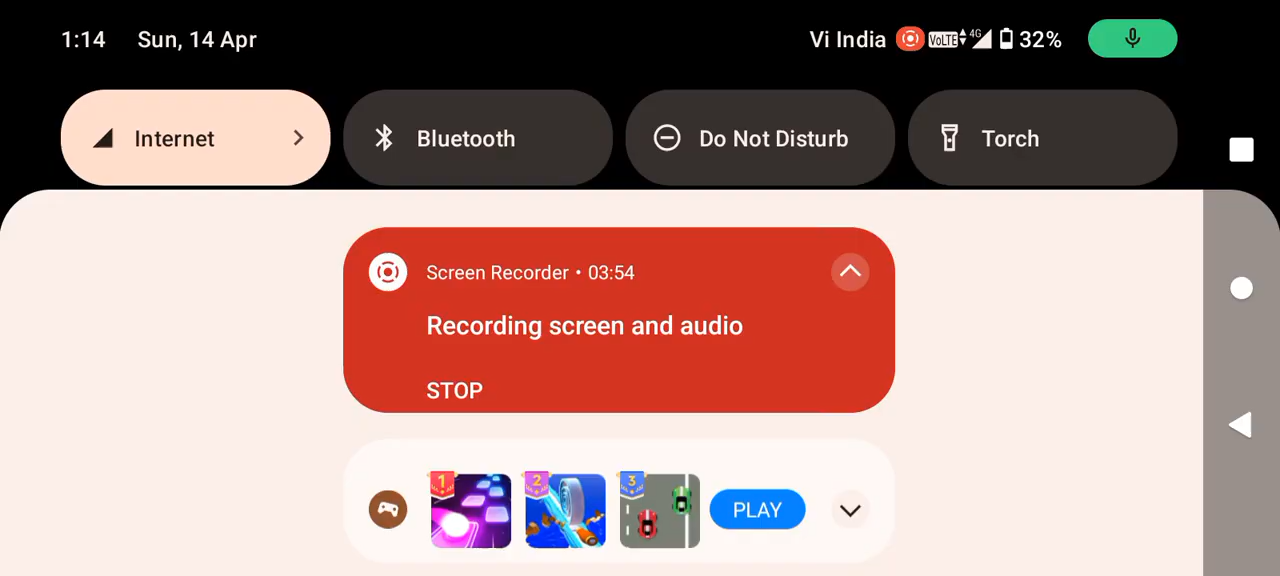 1:14 Sun, 14 Apr Vi India VoLTE 4G 32%
Internet Bluetooth Do Not Disturb Torch
Screen Recorder • 03:54
Recording screen and audio
STOP
1 2 3 PLAY